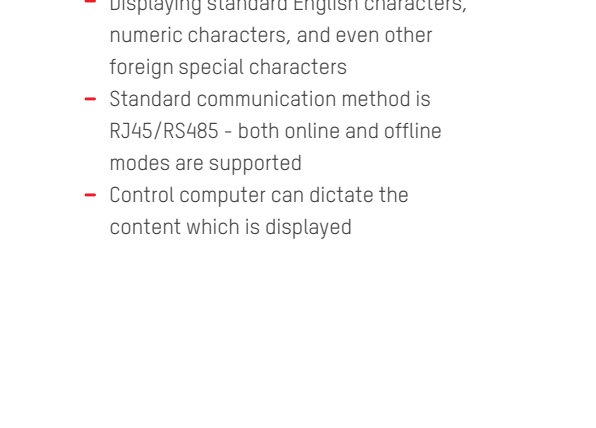 Displaying standard English characters,
numeric characters, and even other
foreign special characters
– Standard communication method is
RJ45/RS485 - both online and offline
modes are supported
– Control computer can dictate the
content which is displayed